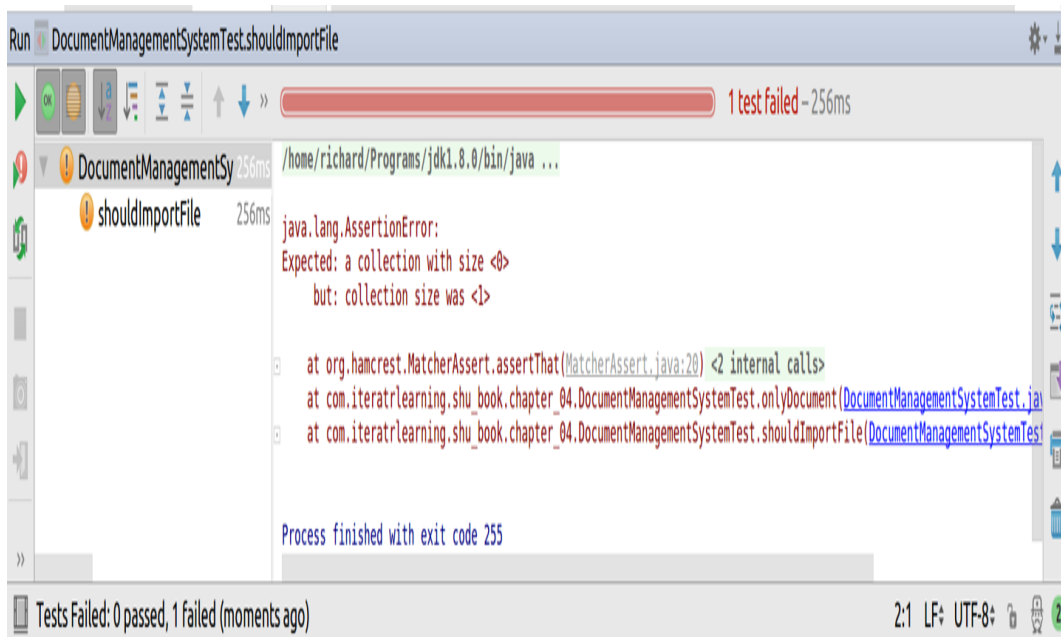 Run DocumentManagementSystemTest.shouldImportFile
OK » 1 test failed – 256ms
DocumentManagementSy 256ms
shouldImportFile 256ms
/home/richard/Programs/jdk1.8.0/bin/java ...
java.lang.AssertionError:
Expected: a collection with size <0>
but: collection size was <1>
at org.hamcrest.MatcherAssert.assertThat(MatcherAssert.java:20) <2 internal calls>
at com.iteratrlearning.shu_book.chapter_04.DocumentManagementSystemTest.onlyDocument(DocumentManagementSystemTest.jav
at com.iteratrlearning.shu_book.chapter_04.DocumentManagementSystemTest.shouldImportFile(DocumentManagementSystemTest
Process finished with exit code 255
»
Tests Failed: 0 passed, 1 failed (moments ago) 2:1 LF UTF-8 2